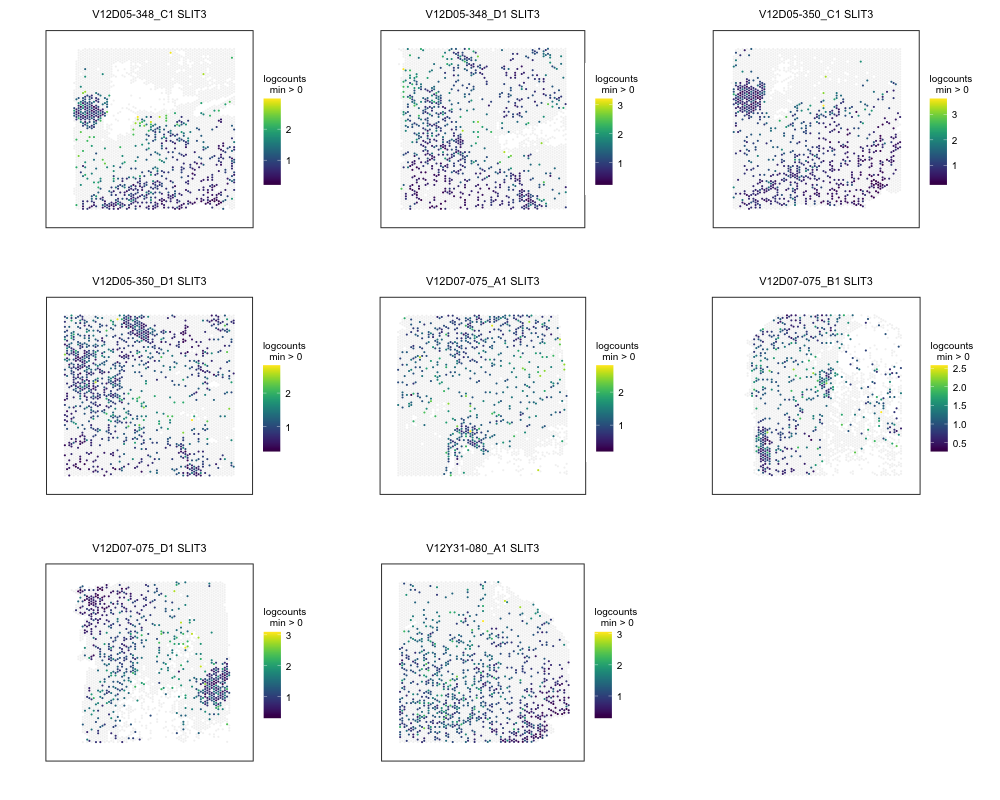 V12D05-348_C1 SLIT3
logcounts
min > 0
2
1
V12D05-348_D1 SLIT3
logcounts
min > 0
3
2
1
V12D05-350_C1 SLIT3
logcounts
min > 0
3
2
1
V12D05-350_D1 SLIT3
logcounts
min > 0
2
1
V12D07-075_A1 SLIT3
logcounts
min > 0
2
1
V12D07-075_B1 SLIT3
logcounts
min > 0
2.5
2.0
1.5
1.0
0.5
V12D07-075_D1 SLIT3
logcounts
min > 0
3
2
1
V12Y31-080_A1 SLIT3
logcounts
min > 0
3
2
1